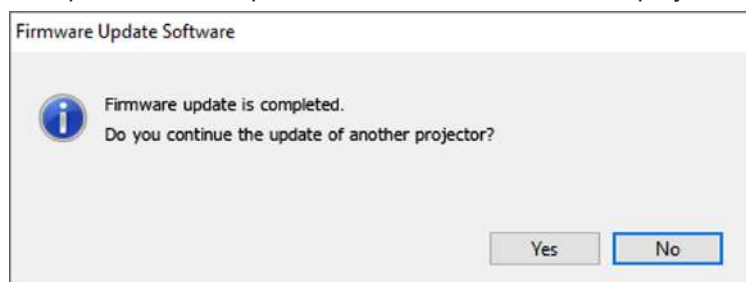 Firmware Update Software
Firmware update is completed.
Do you continue the update of another projector?
Yes
No